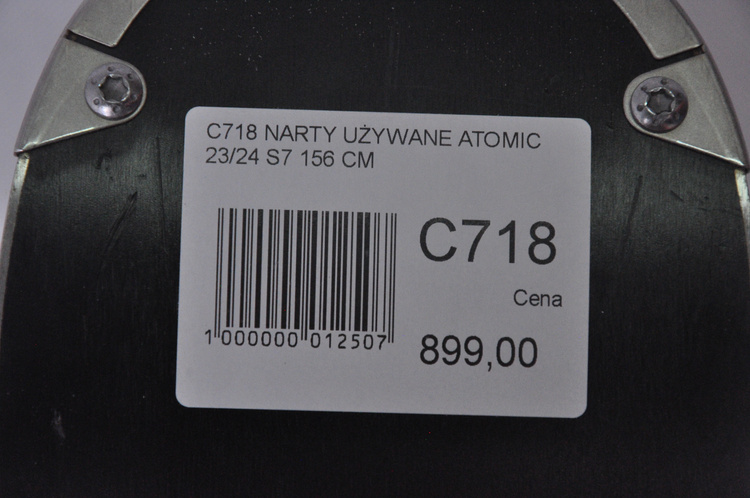 C718 NARTY UŻYWANE ATOMIC
23/24 S7 156 CM
C718
Cena
899,00
1 000000 012507